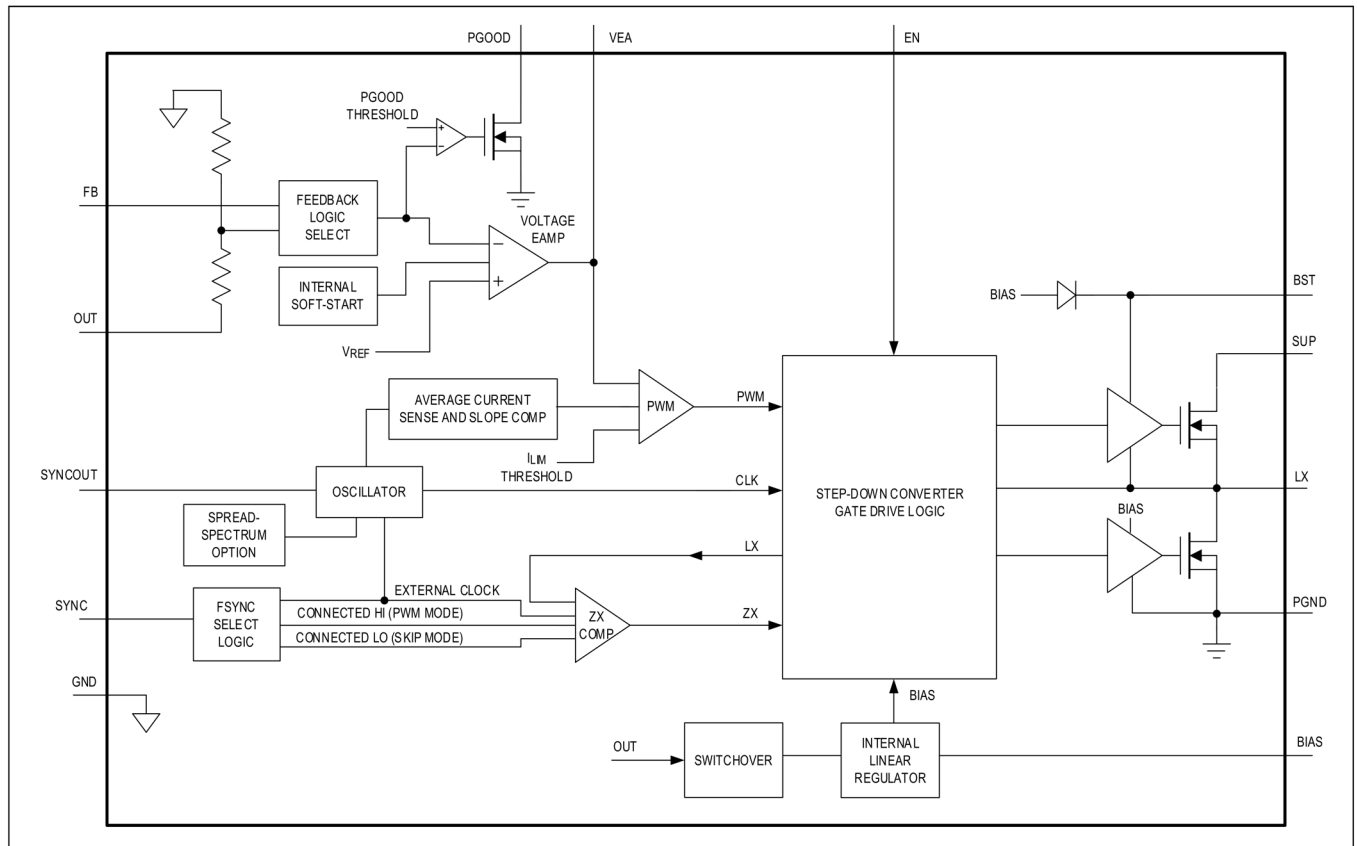 PGOOD
VEA
EN
PGOOD
THRESHOLD
+
−
FB
FEEDBACK
LOGIC
SELECT
VOLTAGE
EAMP
−
+
INTERNAL
SOFT-START
OUT
VREF
BIAS
BST
SUP
AVERAGE CURRENT
SENSE AND SLOPE COMP
PWM
PWM
ILIM
THRESHOLD
SYNCOUT
OSCILLATOR
CLK
STEP-DOWN CONVERTER
GATE DRIVE LOGIC
LX
SPREAD-
SPECTRUM
OPTION
LX
BIAS
SYNC
FSYNC
SELECT
LOGIC
EXTERNAL CLOCK
CONNECTED HI (PWM MODE)
CONNECTED LO (SKIP MODE)
ZX
COMP
ZX
PGND
GND
BIAS
OUT
SWITCHOVER
INTERNAL
LINEAR
REGULATOR
BIAS